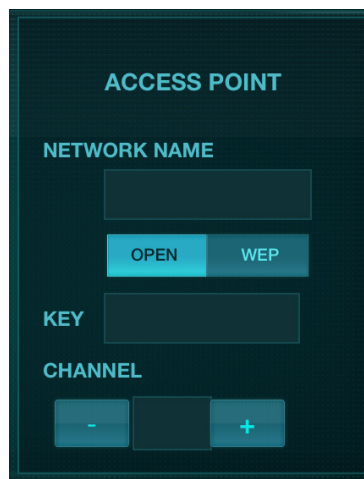 ACCESS POINT
NETWORK NAME
OPEN WEP
KEY
CHANNEL
- +